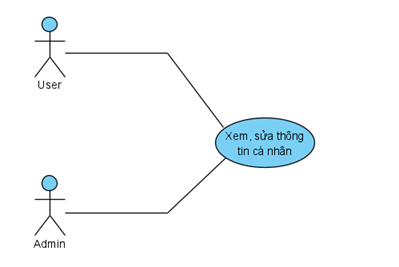 User
Xem, sửa thông
tin cá nhân
Admin